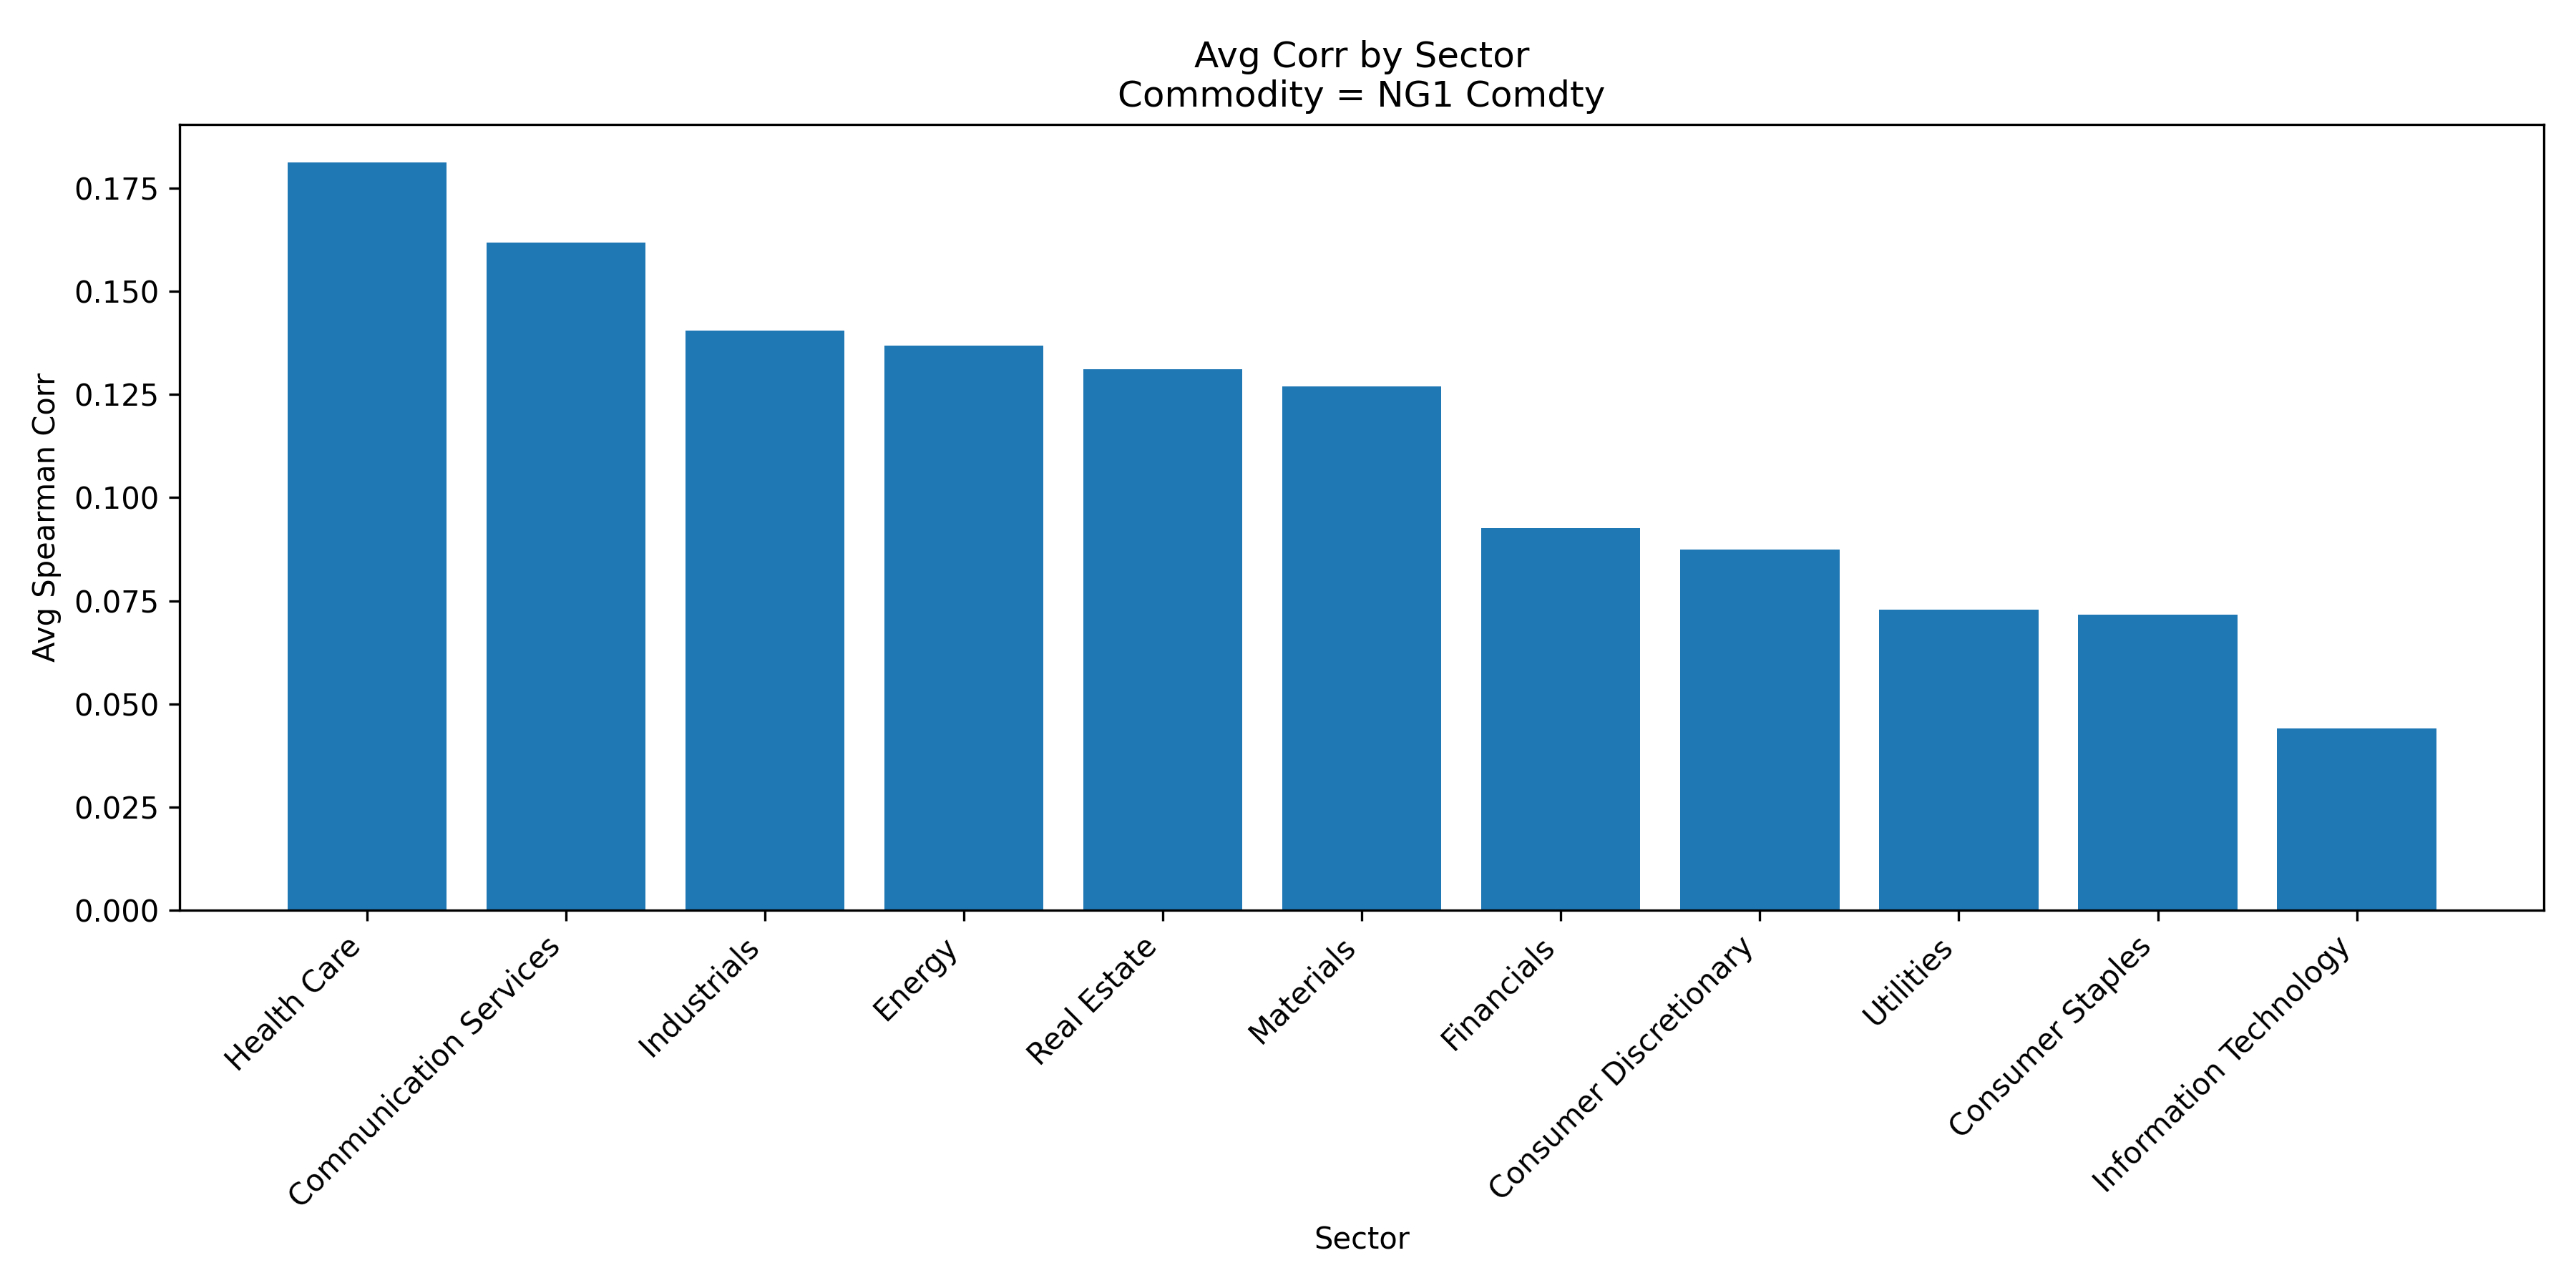 Avg Corr by Sector
Commodity = NG1 Comdty
Avg Spearman Corr
0.175
0.150
0.125
0.100
0.075
0.050
0.025
0.000
Health Care
Communication Services
Industrials
Energy
Real Estate
Materials
Financials
Consumer Discretionary
Utilities
Consumer Staples
Information Technology
Sector